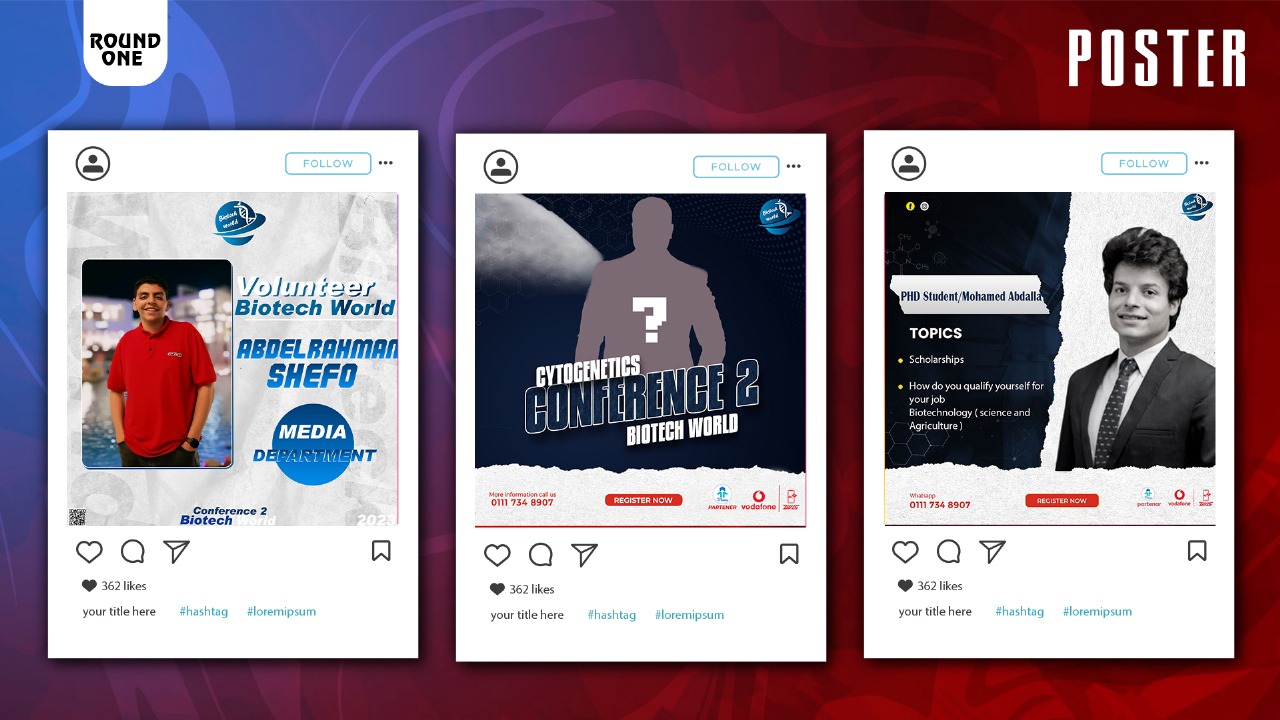 ROUND
ONE
POSTER
FOLLOW
Biotech
world
Volunteer
Biotech World
ABDELRAHMAN
SHEFO
MEDIA
DEPARTMENT
Conference 2
Biotech World
2023
362 likes
your title here #hashtag #loremipsum
FOLLOW
Biotech
world
?
CYTOGENETICS
CONFERENCE 2
BIOTECH WORLD
More information call us
0111 734 8907
REGISTER NOW
PARTENER
vodafone
362 likes
your title here #hashtag #loremipsum
FOLLOW
Biotech
world
PHD Student/Mohamed Abdalla
TOPICS
Scholarships
How do you qualify yourself for
your job
Biotechnology ( science and
Agriculture )
Whatsapp
0111 734 8907
REGISTER NOW
partener
vodafone
362 likes
your title here #hashtag #loremipsum